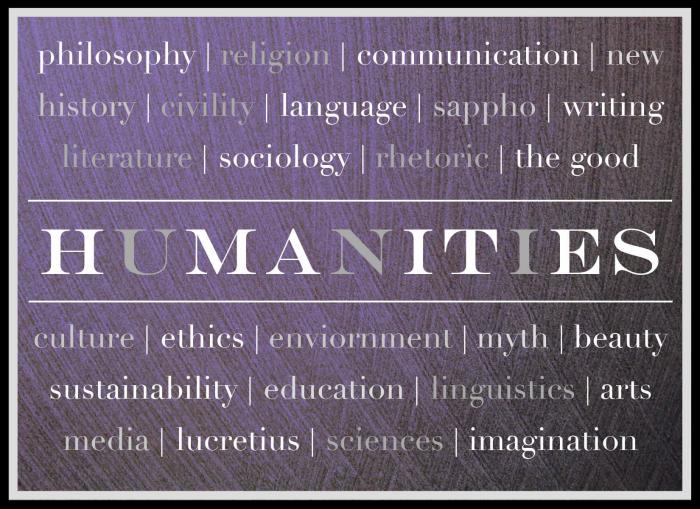 philosophy | religion | communication | new
history | civility | language | sappho | writing
literature | sociology | rhetoric | the good
HUMANITIES
culture | ethics | enviornment | myth | beauty
sustainability | education | linguistics | arts
media | lucretius | sciences | imagination